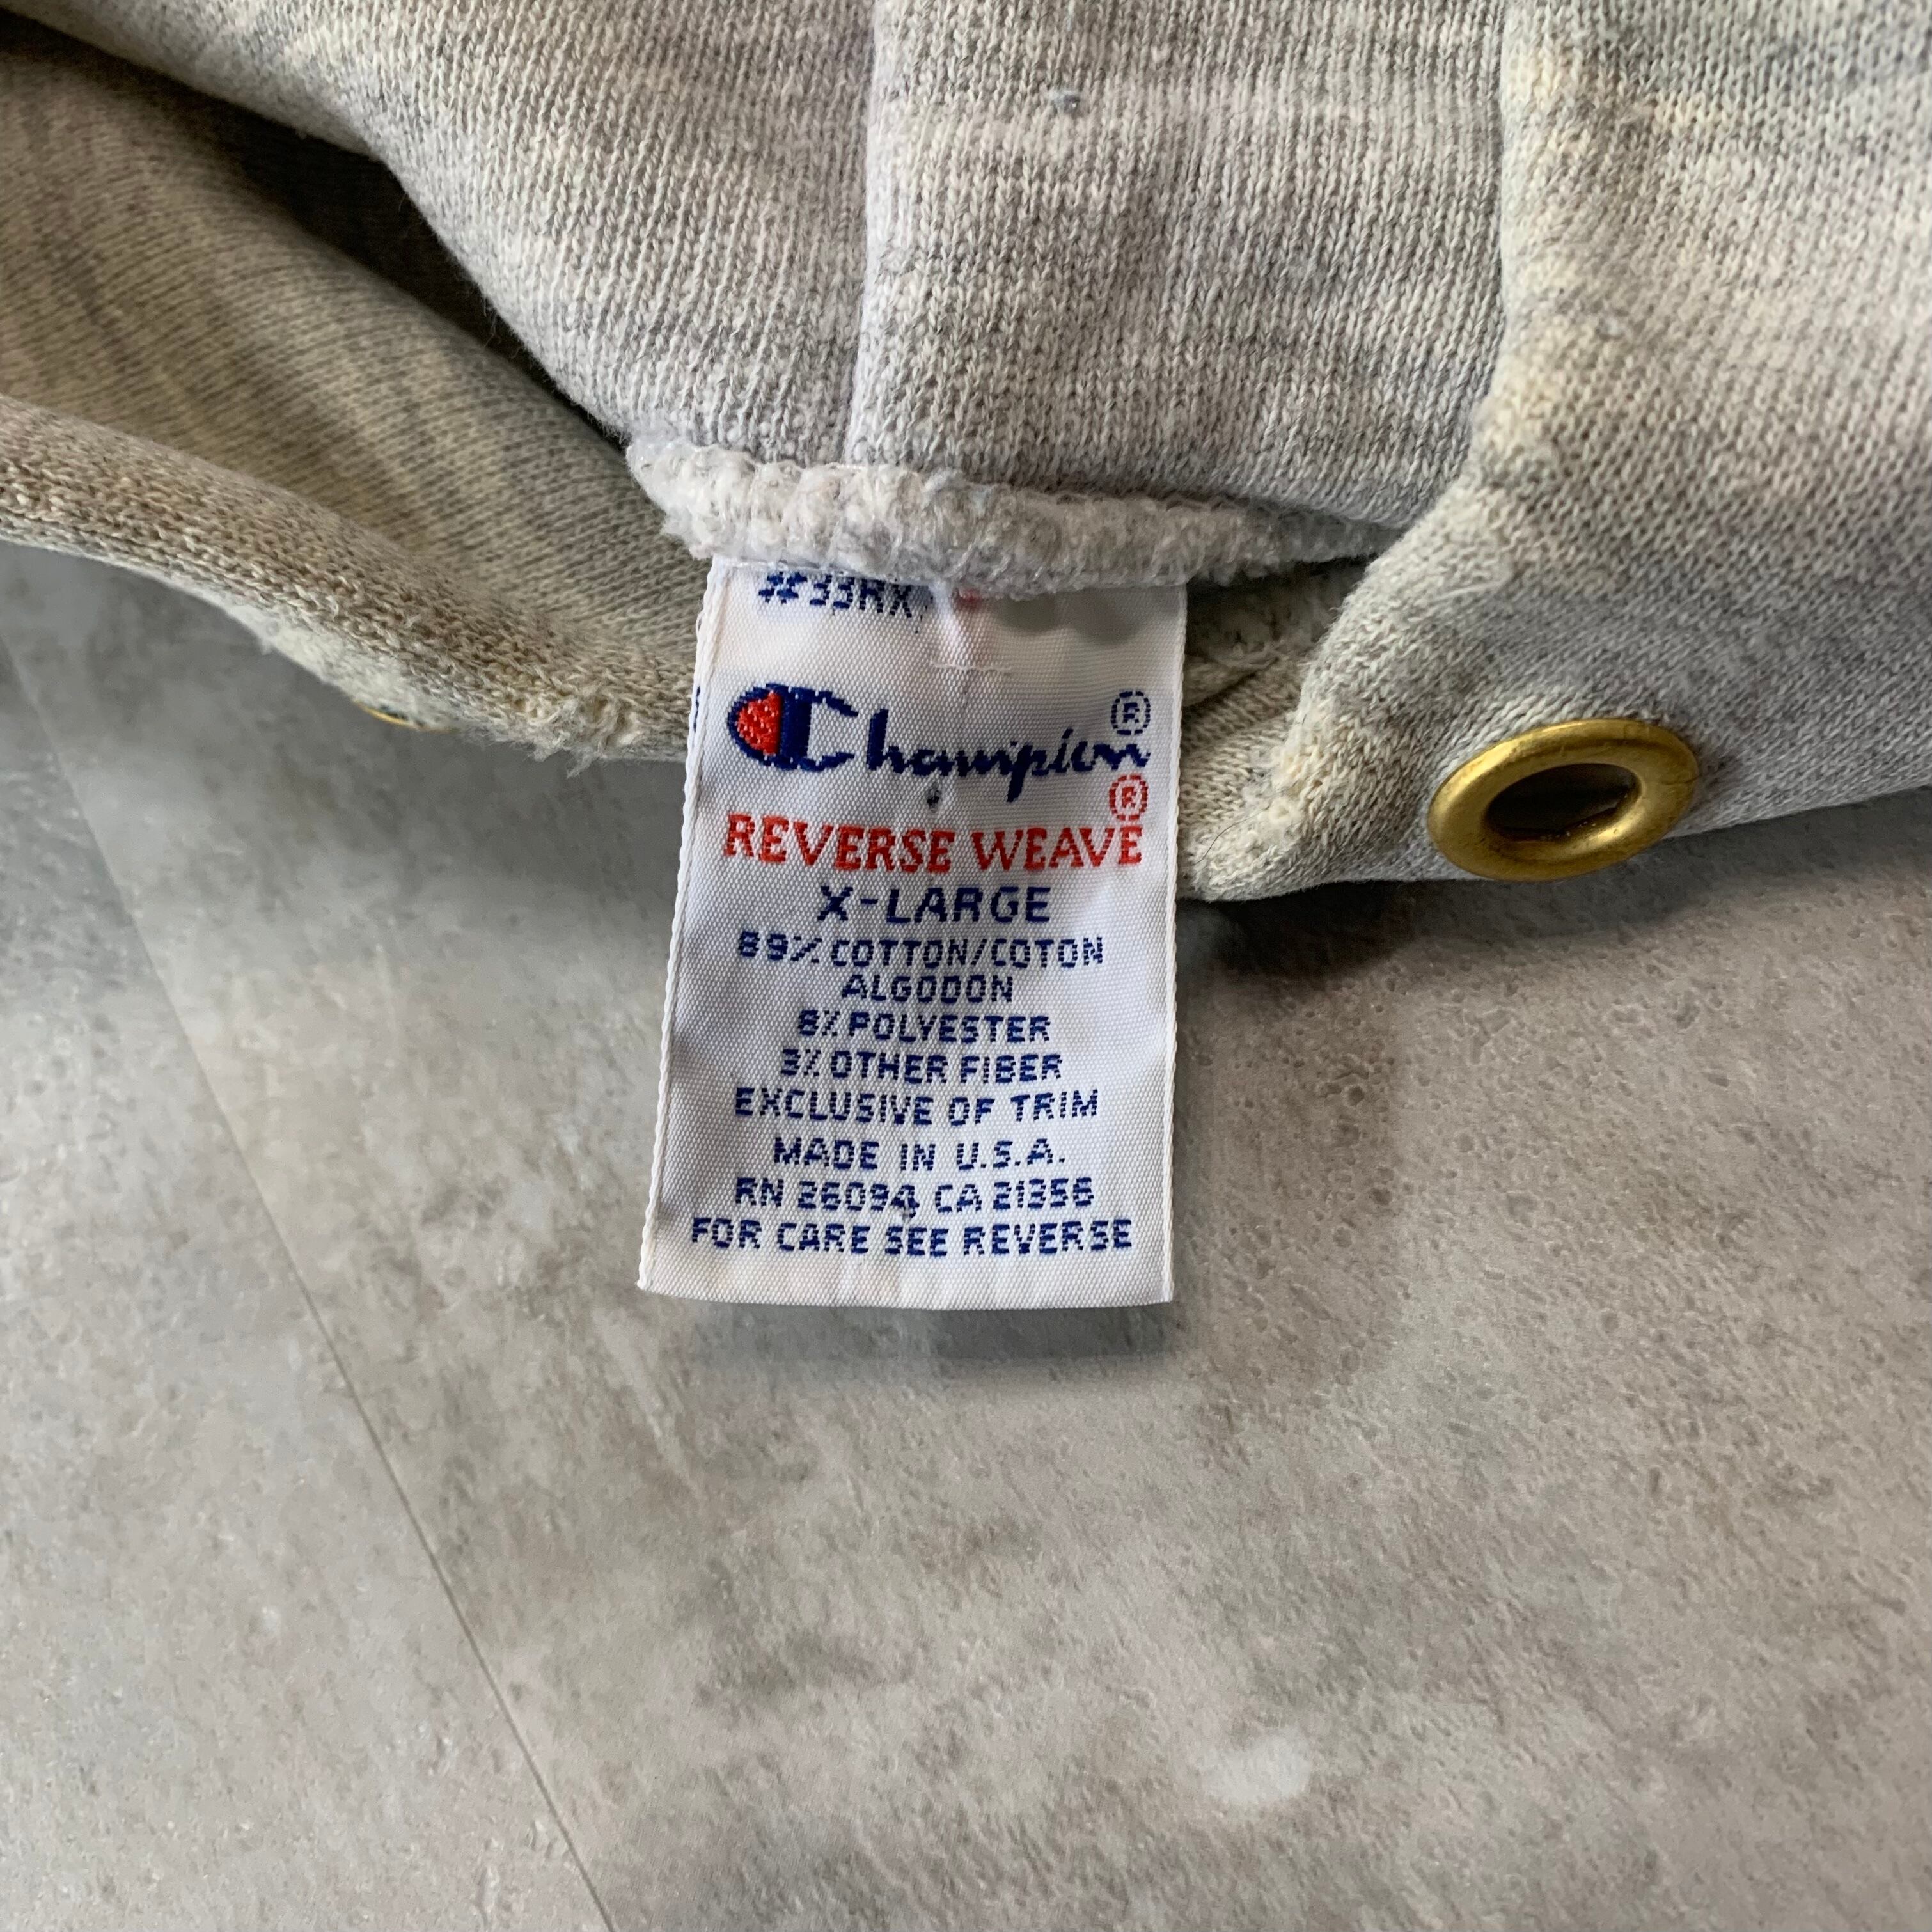 #33RX
Champion®
REVERSE WEAVE®
X-LARGE
89% COTTON/COTON
ALGODON
8% POLYESTER
3% OTHER FIBER
EXCLUSIVE OF TRIM
MADE IN U.S.A.
RN 26094 CA 21356
FOR CARE SEE REVERSE